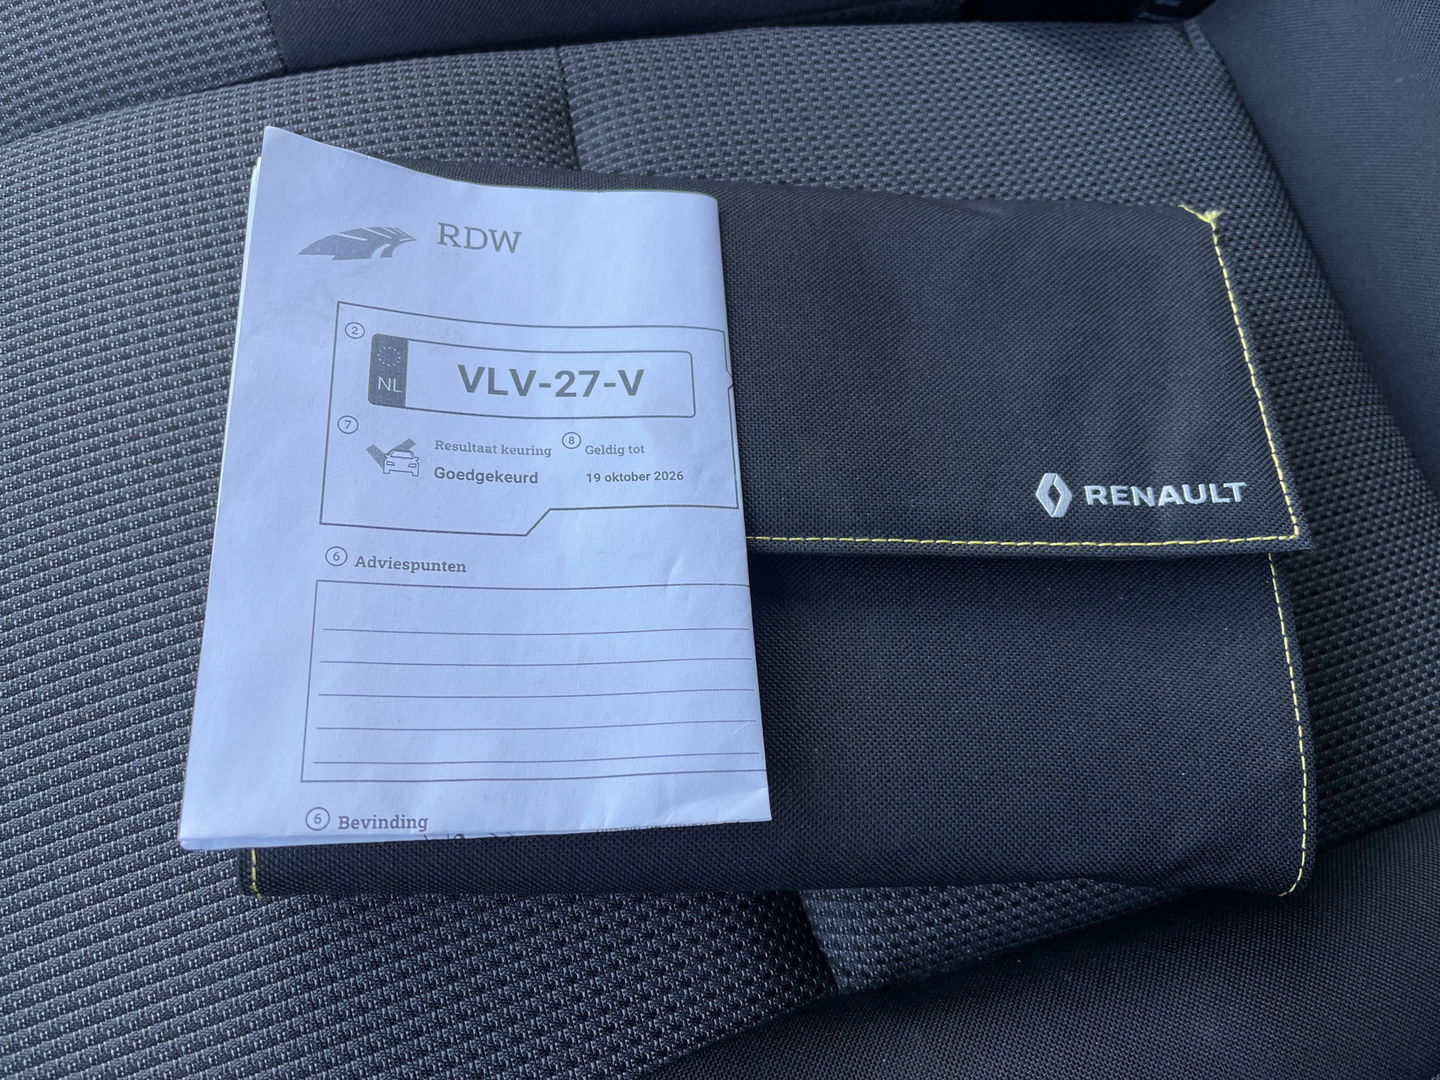 RDW
2
NL VLV-27-V
7 Resultaat keuring 8 Geldig tot
Goedgekeurd 19 oktober 2026
6 Adviespunten
6 Bevinding
RENAULT